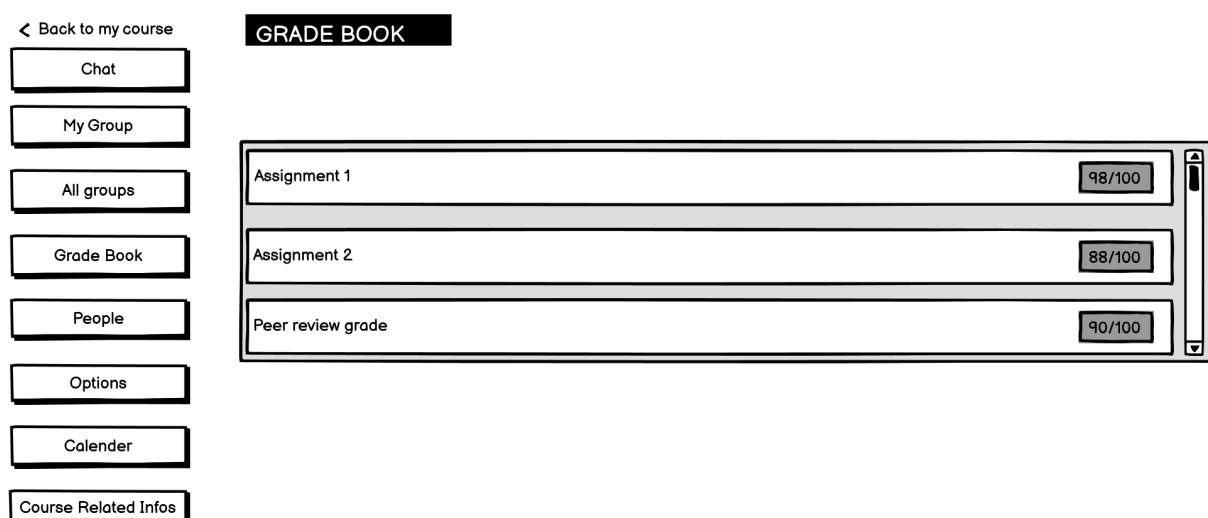 Back to my course
Chat
My Group
All groups
Grade Book
People
Options
Calender
Course Related Infos
GRADE BOOK
Assignment 1 98/100
Assignment 2 88/100
Peer review grade 90/100